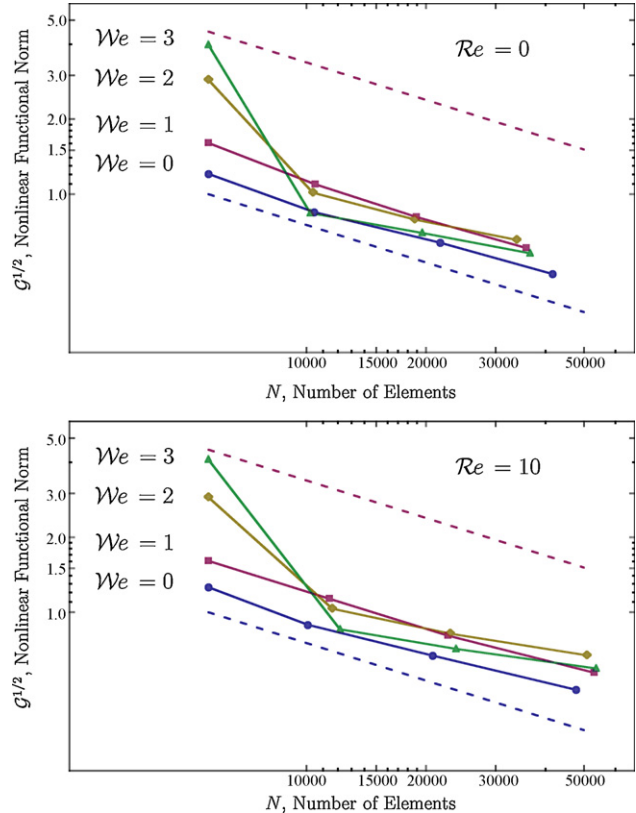 5.0
We = 3
Re = 0
3.0
We = 2
2.0
We = 1
1.5
We = 0
1.0
G^{1/2}, Nonlinear Functional Norm
10000 15000 20000 30000 50000
N, Number of Elements
5.0
We = 3
Re = 10
3.0
We = 2
2.0
We = 1
1.5
We = 0
1.0
G^{1/2}, Nonlinear Functional Norm
10000 15000 20000 30000 50000
N, Number of Elements